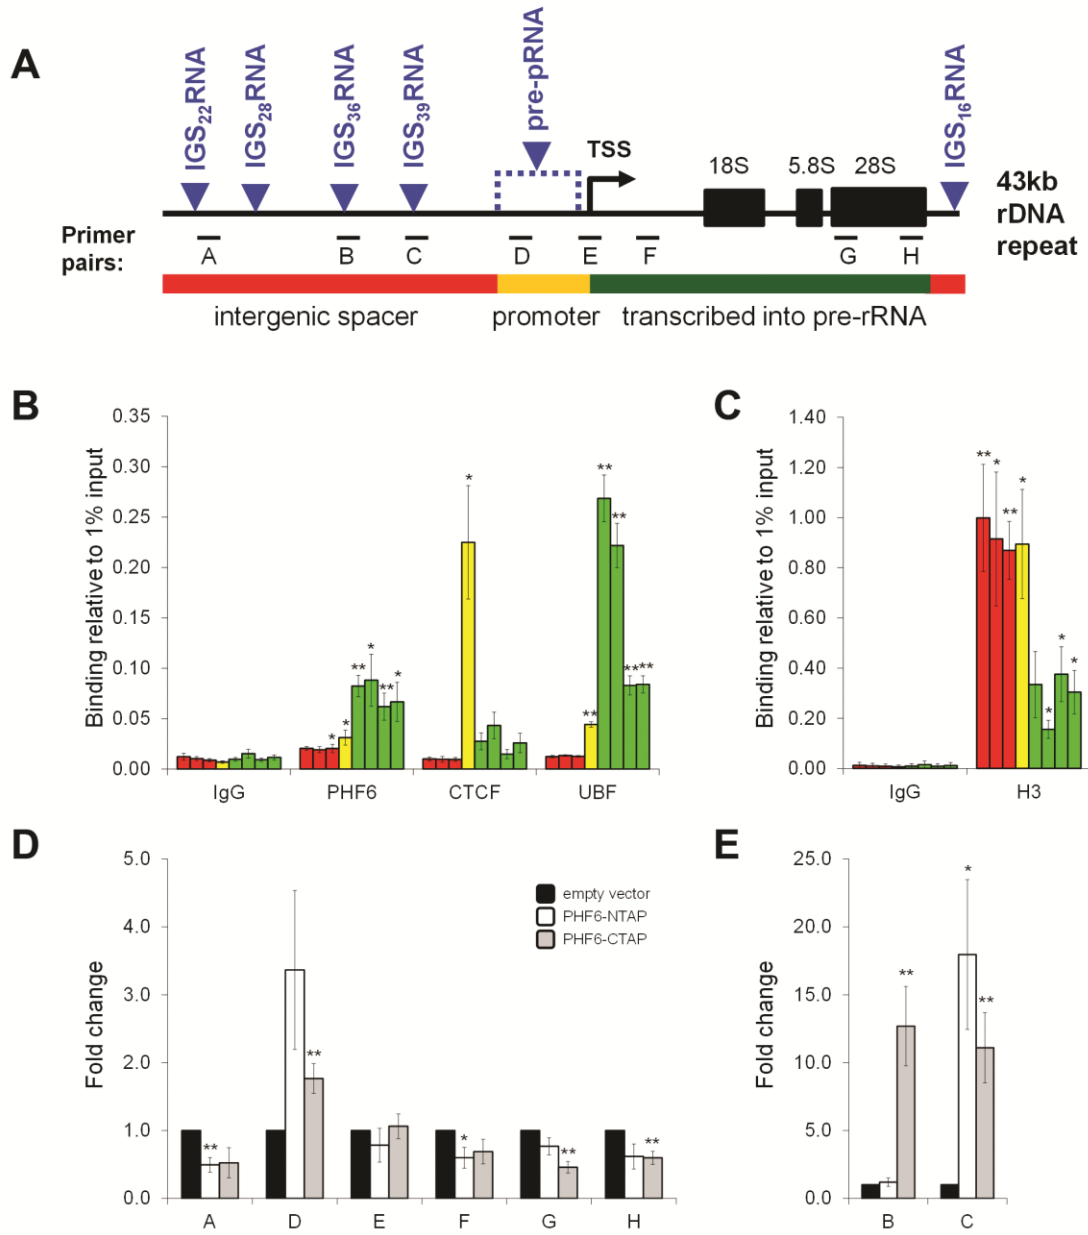 A
IGS22RNA
IGS28RNA
IGS36RNA
IGS39RNA
pre-pRNA
IGS16RNA
TSS
18S 5.8S 28S
43kb
rDNA
repeat
Primer
pairs:
A B C D E F G H
intergenic spacer promoter transcribed into pre-rRNA
B
Binding relative to 1% input
0.35
0.30
0.25
0.20
0.15
0.10
0.05
0.00
* * ** * ** * * ** ** ** ** **
IgG PHF6 CTCF UBF
C
Binding relative to 1% input
1.40
1.20
1.00
0.80
0.60
0.40
0.20
0.00
** * ** * * * *
IgG H3
D
Fold change
5.0
4.0
3.0
2.0
1.0
0.0
empty vector
PHF6-NTAP
PHF6-CTAP
** ** * ** **
A D E F G H
E
Fold change
25.0
20.0
15.0
10.0
5.0
0.0
** * **
B C